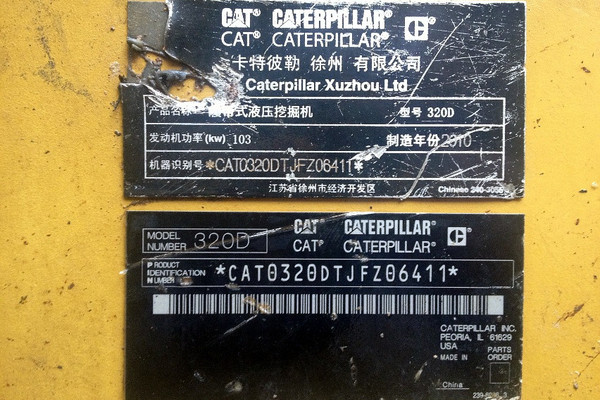 CAT® CATERPILLAR®
CAT® CATERPILLAR®
卡特彼勒 徐州 有限公司
Caterpillar Xuzhou Ltd
产品名称 式液压挖掘机 型号 320D
发动机功率(kw) 103 制造年份 2010
机器识别号 *CAT0320DTJFZ06411*
江苏省徐州市经济开发区 Chinese
MODEL NUMBER 320D
CAT® CATERPILLAR®
CAT® CATERPILLAR®
PRODUCT
IDENTIFICATION
NUMBER
*CAT0320DTJFZ06411*
CATERPILLAR INC.
PEORIA, IL 61629
USA
MADE IN
PARTS
ORDER
China